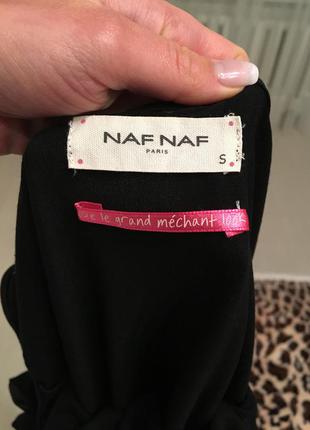 NAF NAF
PARIS
S
le grand méchant look